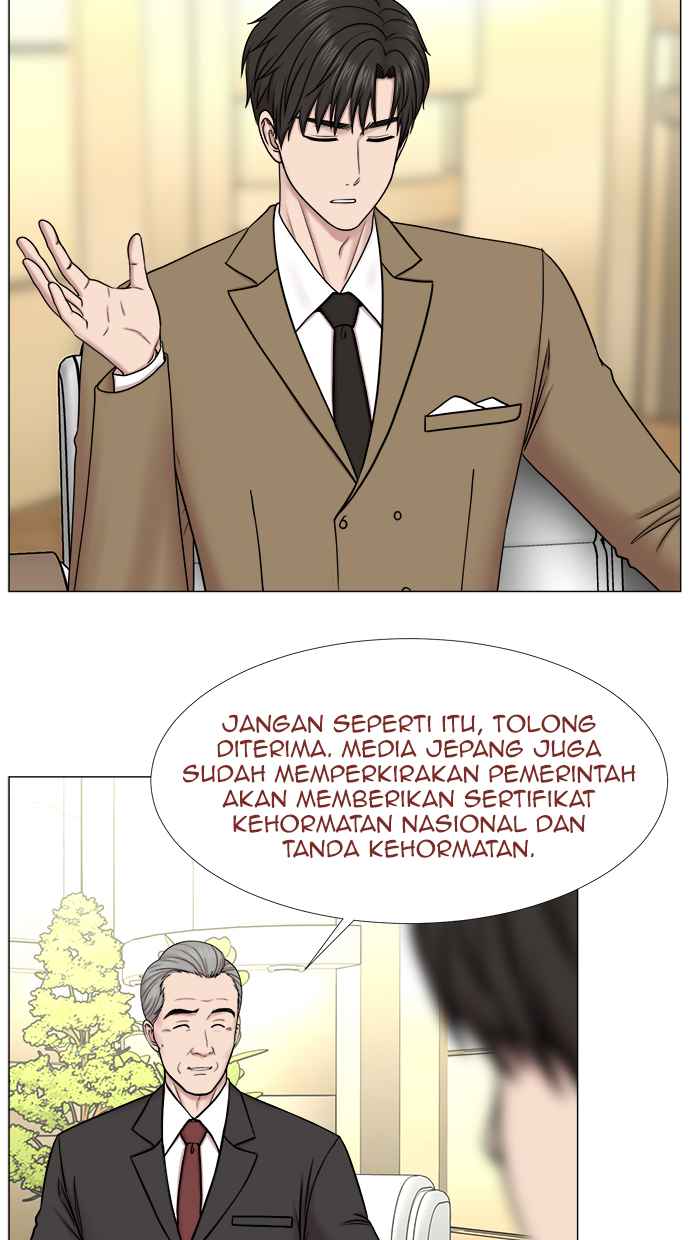 JANGAN SEPERTI ITU, TOLONG
DITERIMA. MEDIA JEPANG JUGA
SUDAH MEMPERKIRAKAN PEMERINTAH
AKAN MEMBERIKAN SERTIFIKAT
KEHORMATAN NASIONAL DAN
TANDA KEHORMATAN.